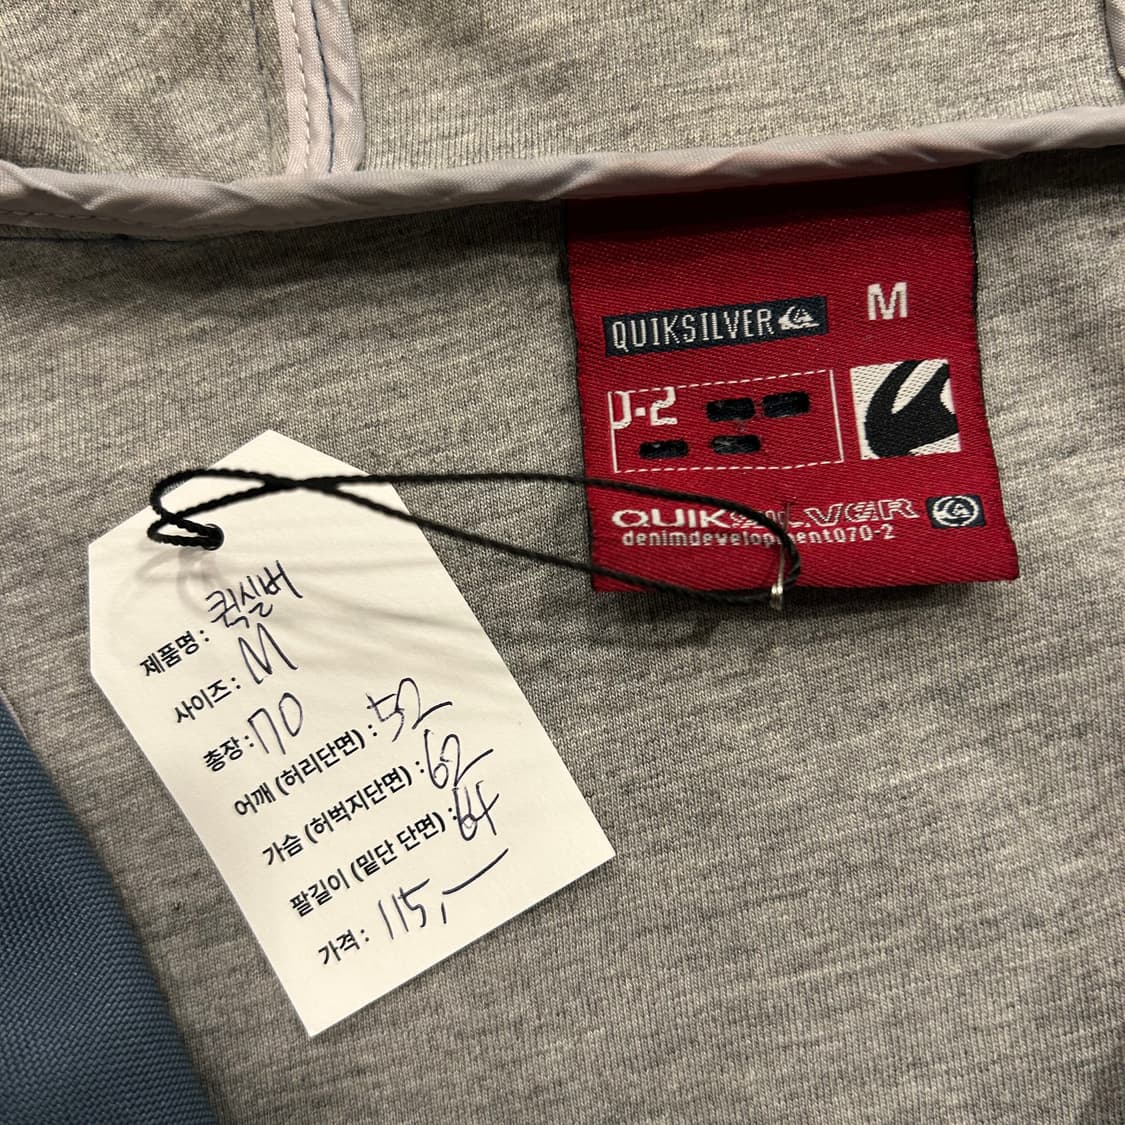 QUIKSILVER
M
J-2
QUIKSILVER
denimdevelopment070-2
제품명 : 퀵실버
사이즈 : M
총장 : 70
어깨 (허리단면) : 52
가슴 (허벅지단면) : 62
팔길이 (밑단 단면) : 64
가격 : 115,—